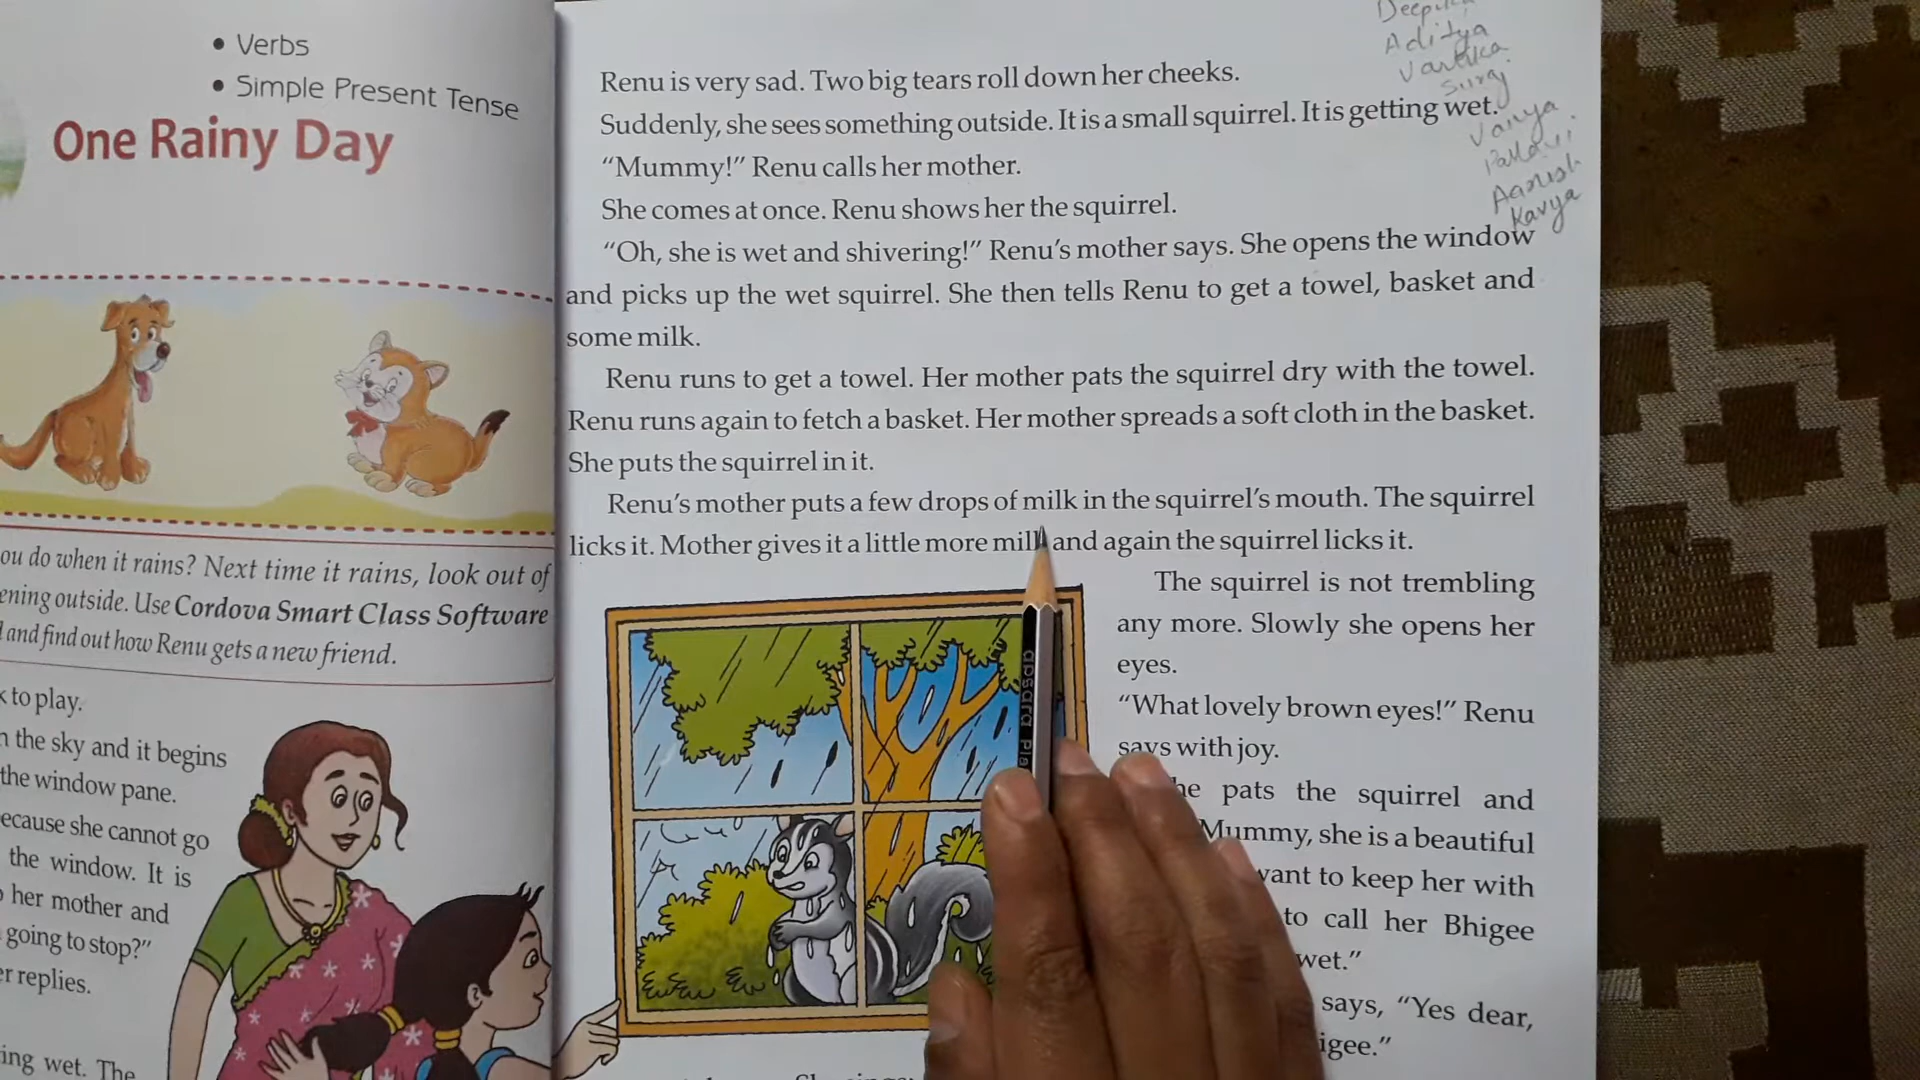 • Verbs
• Simple Present Tense
One Rainy Day
ou do when it rains? Next time it rains, look out of
ening outside. Use Cordova Smart Class Software
and find out how Renu gets a new friend.
to play.
the sky and it begins
the window pane.
ecause she cannot go
the window. It is
her mother and
going to stop?"
er replies.
ing wet. The
Renu is very sad. Two big tears roll down her cheeks.
Suddenly, she sees something outside. It is a small squirrel. It is getting wet.
“Mummy!” Renu calls her mother.
She comes at once. Renu shows her the squirrel.
“Oh, she is wet and shivering!” Renu’s mother says. She opens the window
and picks up the wet squirrel. She then tells Renu to get a towel, basket and
some milk.
Renu runs to get a towel. Her mother pats the squirrel dry with the towel.
Renu runs again to fetch a basket. Her mother spreads a soft cloth in the basket.
She puts the squirrel in it.
Renu’s mother puts a few drops of milk in the squirrel’s mouth. The squirrel
licks it. Mother gives it a little more milk and again the squirrel licks it.
The squirrel is not trembling
any more. Slowly she opens her
eyes.
“What lovely brown eyes!” Renu
says with joy.
he pats the squirrel and
Mummy, she is a beautiful
want to keep her with
to call her Bhigee
wet.”
says, “Yes dear,
igee.”
Aditya
Suraj
Vanya
Aarish
Kavya
apsara